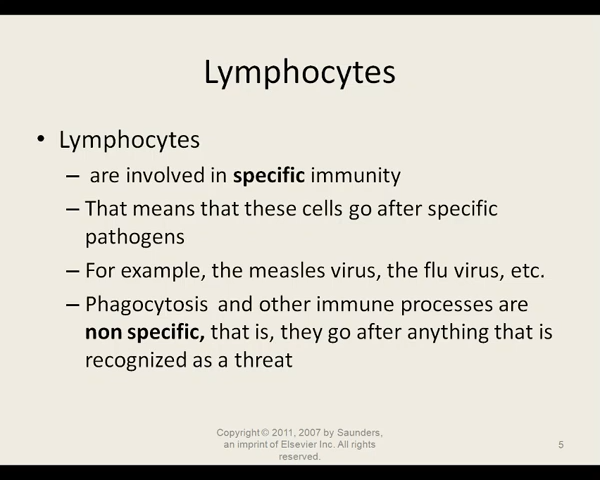 Lymphocytes
• Lymphocytes
– are involved in specific immunity
– That means that these cells go after specific
pathogens
– For example, the measles virus, the flu virus, etc.
– Phagocytosis and other immune processes are
non specific, that is, they go after anything that is
recognized as a threat
Copyright © 2011, 2007 by Saunders,
an imprint of Elsevier Inc. All rights
reserved.
5